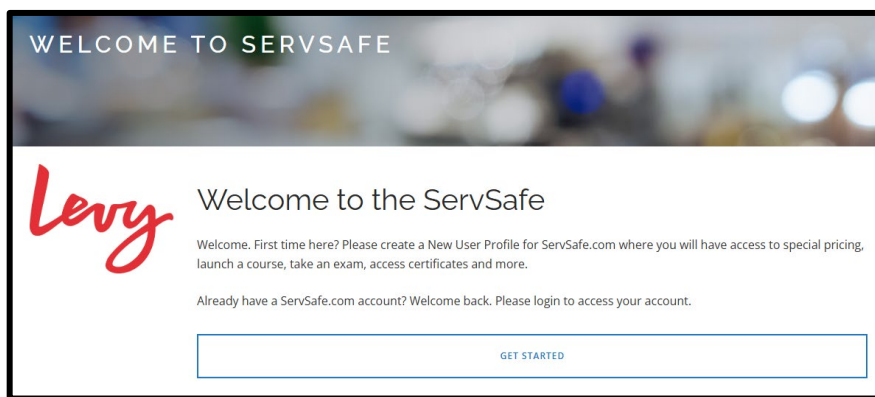 WELCOME TO SERVSAFE
Levy
Welcome to the ServSafe
Welcome. First time here? Please create a New User Profile for ServSafe.com where you will have access to special pricing,
launch a course, take an exam, access certificates and more.
Already have a ServSafe.com account? Welcome back. Please login to access your account.
GET STARTED